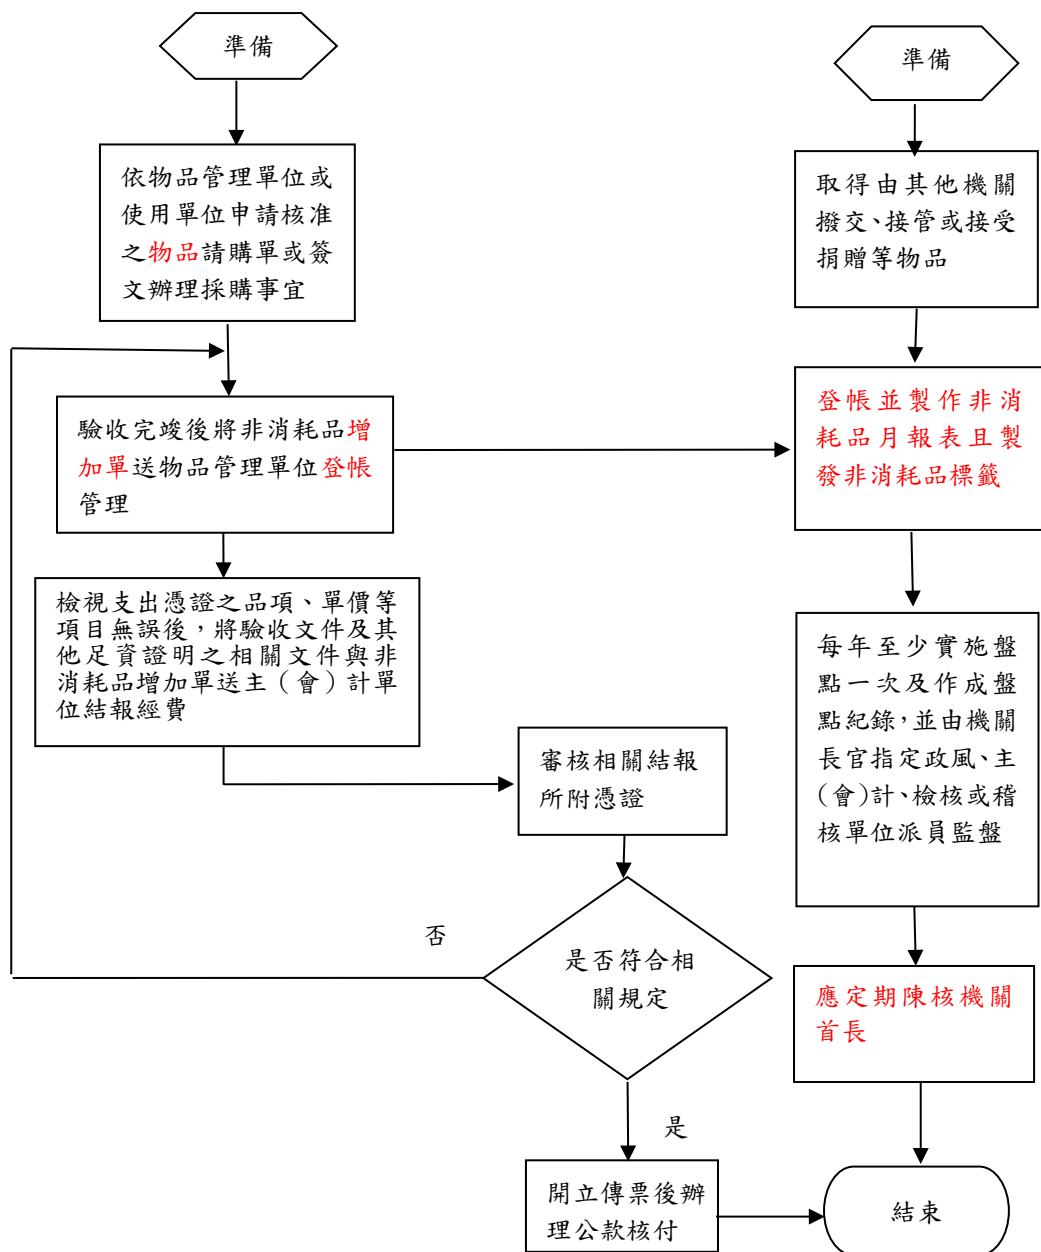 準備
依物品管理單位或
使用單位申請核准
之物品請購單或簽
文辦理採購事宜
驗收完竣後將非消耗品增
加單送物品管理單位登帳
管理
檢視支出憑證之品項、單價等
項目無誤後，將驗收文件及其
他足資證明之相關文件與非
消耗品增加單送主（會）計單
位結報經費
審核相關結報
所附憑證
否
是否符合相
關規定
是
開立傳票後辦
理公款核付
準備
取得由其他機關
撥交、接管或接受
捐贈等物品
登帳並製作非消
耗品月報表且製
發非消耗品標籤
每年至少實施盤
點一次及作成盤
點紀錄，並由機關
長官指定政風、主
（會）計、檢核或稽
核單位派員監盤
應定期陳核機關
首長
結束